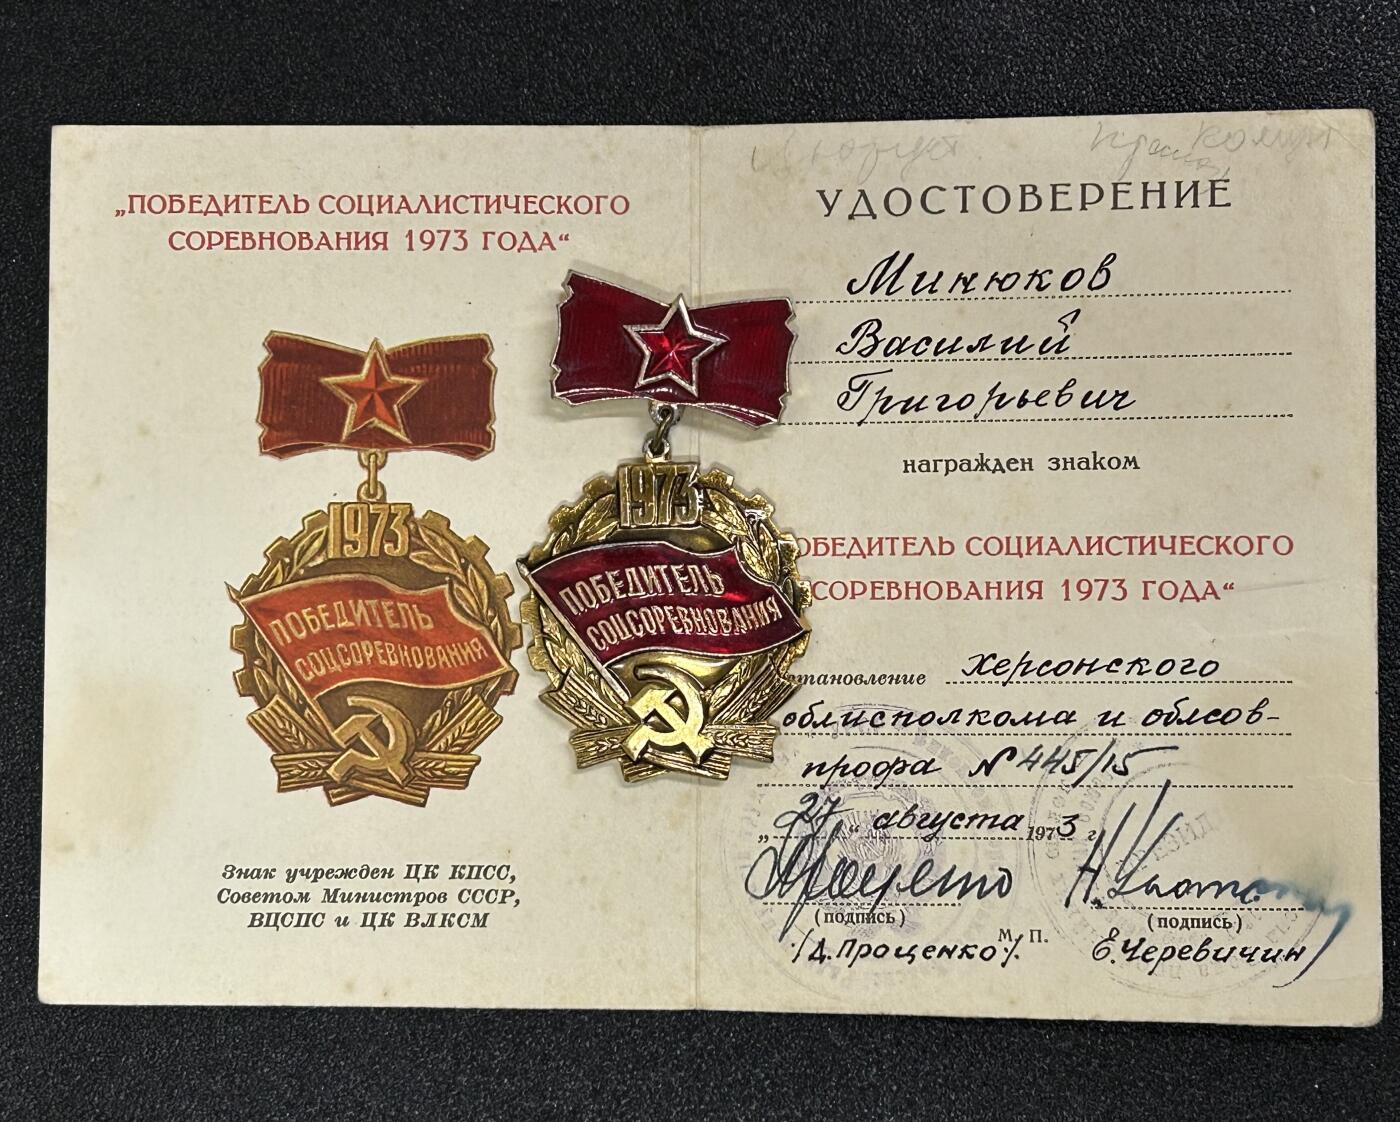 „ПОБЕДИТЕЛЬ СОЦИАЛИСТИЧЕСКОГО
СОРЕВНОВАНИЯ 1973 ГОДА“
1973
ПОБЕДИТЕЛЬ
СОЦСОРЕВНОВАНИЯ
Знак учрежден ЦК КПСС,
Советом Министров СССР,
ВЦСПС и ЦК ВЛКСМ
1973
ПОБЕДИТЕЛЬ
СОЦСОРЕВНОВАНИЯ
УДОСТОВЕРЕНИЕ
Минюков
Василий
Григорьевич
награжден знаком
ОБЕДИТЕЛЬ СОЦИАЛИСТИЧЕСКОГО
СОРЕВНОВАНИЯ 1973 ГОДА“
тановление Херсонского
облисполкома и облсов-
профа № 445/15
„27“ августа 1973 г
(подпись) (подпись)
М. П.
/Д.Проценко/. Е.Черевичин